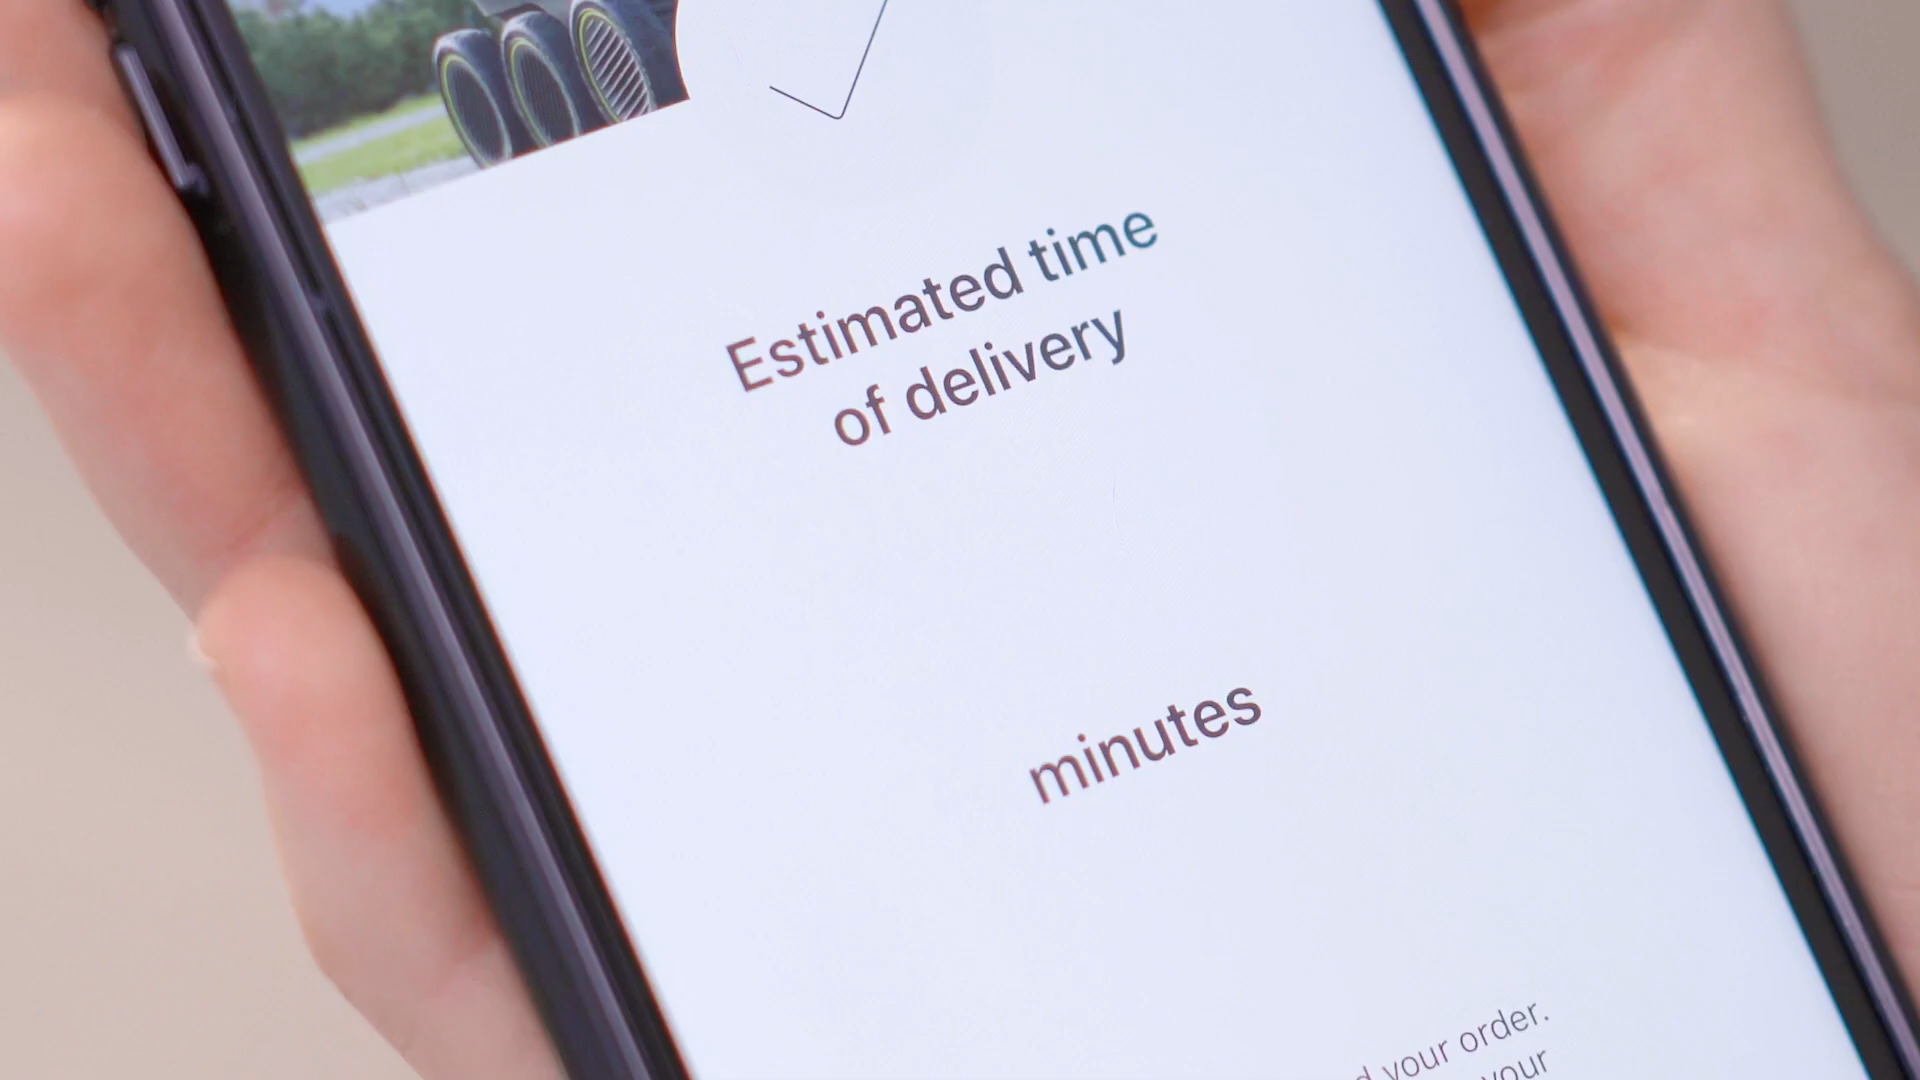 Estimated time
of delivery
minutes
your order.
your